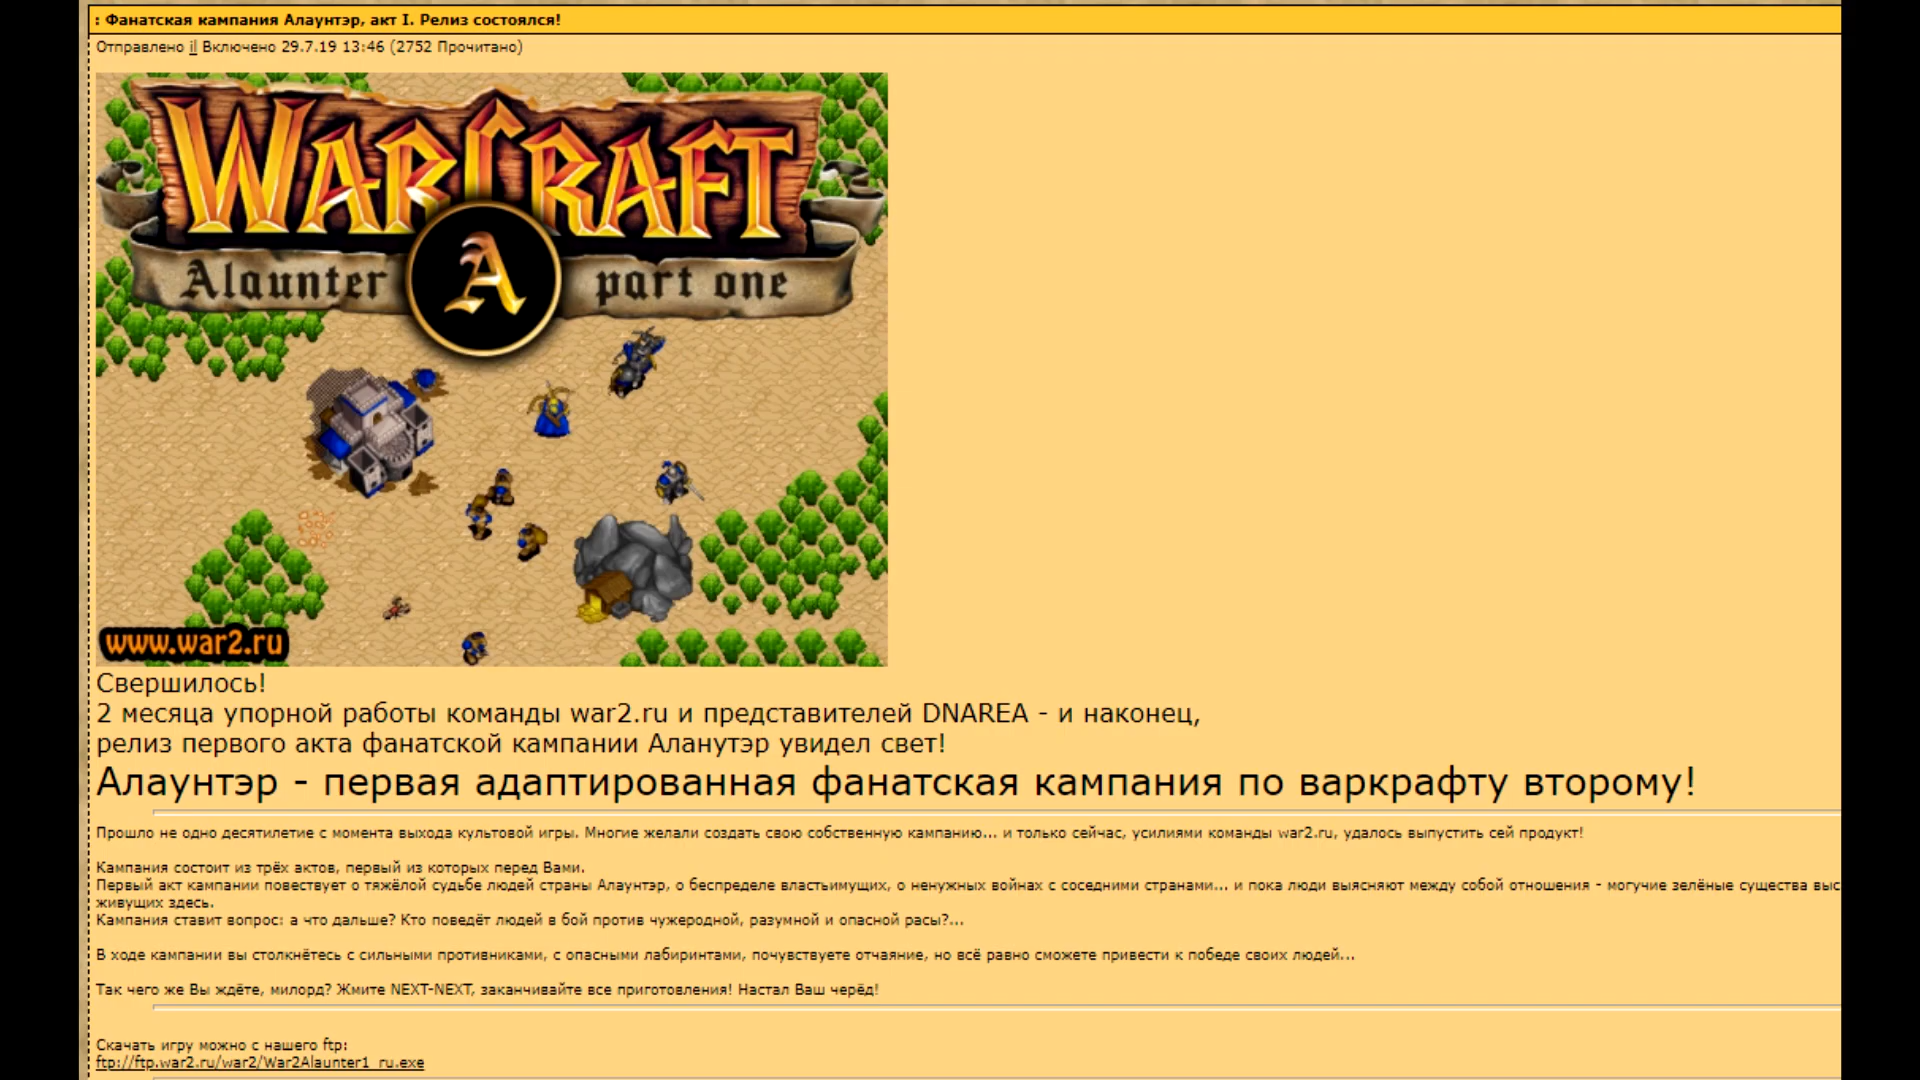 : Фанатская кампания Алаунтэр, акт I. Релиз состоялся!
Отправлено il Включено 29.7.19 13:46 (2752 Прочитано)
WARCRAFT
Alaunter A part one
www.war2.ru
Свершилось!
2 месяца упорной работы команды war2.ru и представителей DNAREA - и наконец,
релиз первого акта фанатской кампании Аланутэр увидел свет!
Алаунтэр - первая адаптированная фанатская кампания по варкрафту второму!
Прошло не одно десятилетие с момента выхода культовой игры. Многие желали создать свою собственную кампанию... и только сейчас, усилиями команды war2.ru, удалось выпустить сей продукт!
Кампания состоит из трёх актов, первый из которых перед Вами.
Первый акт кампании повествует о тяжёлой судьбе людей страны Алаунтэр, о беспределе властьимущих, о ненужных войнах с соседними странами... и пока люди выясняют между собой отношения - могучие зелёные существа выс
живущих здесь.
Кампания ставит вопрос: а что дальше? Кто поведёт людей в бой против чужеродной, разумной и опасной расы?...
В ходе кампании вы столкнётесь с сильными противниками, с опасными лабиринтами, почувствуете отчаяние, но всё равно сможете привести к победе своих людей...
Так чего же Вы ждёте, милорд? Жмите NEXT-NEXT, заканчивайте все приготовления! Настал Ваш черёд!
Скачать игру можно с нашего ftp:
ftp://ftp.war2.ru/war2/War2Alaunter1_ru.exe